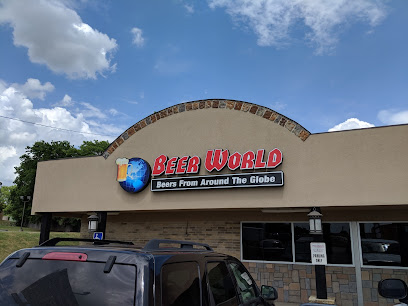 BEER WORLD
Beers From Around The Globe